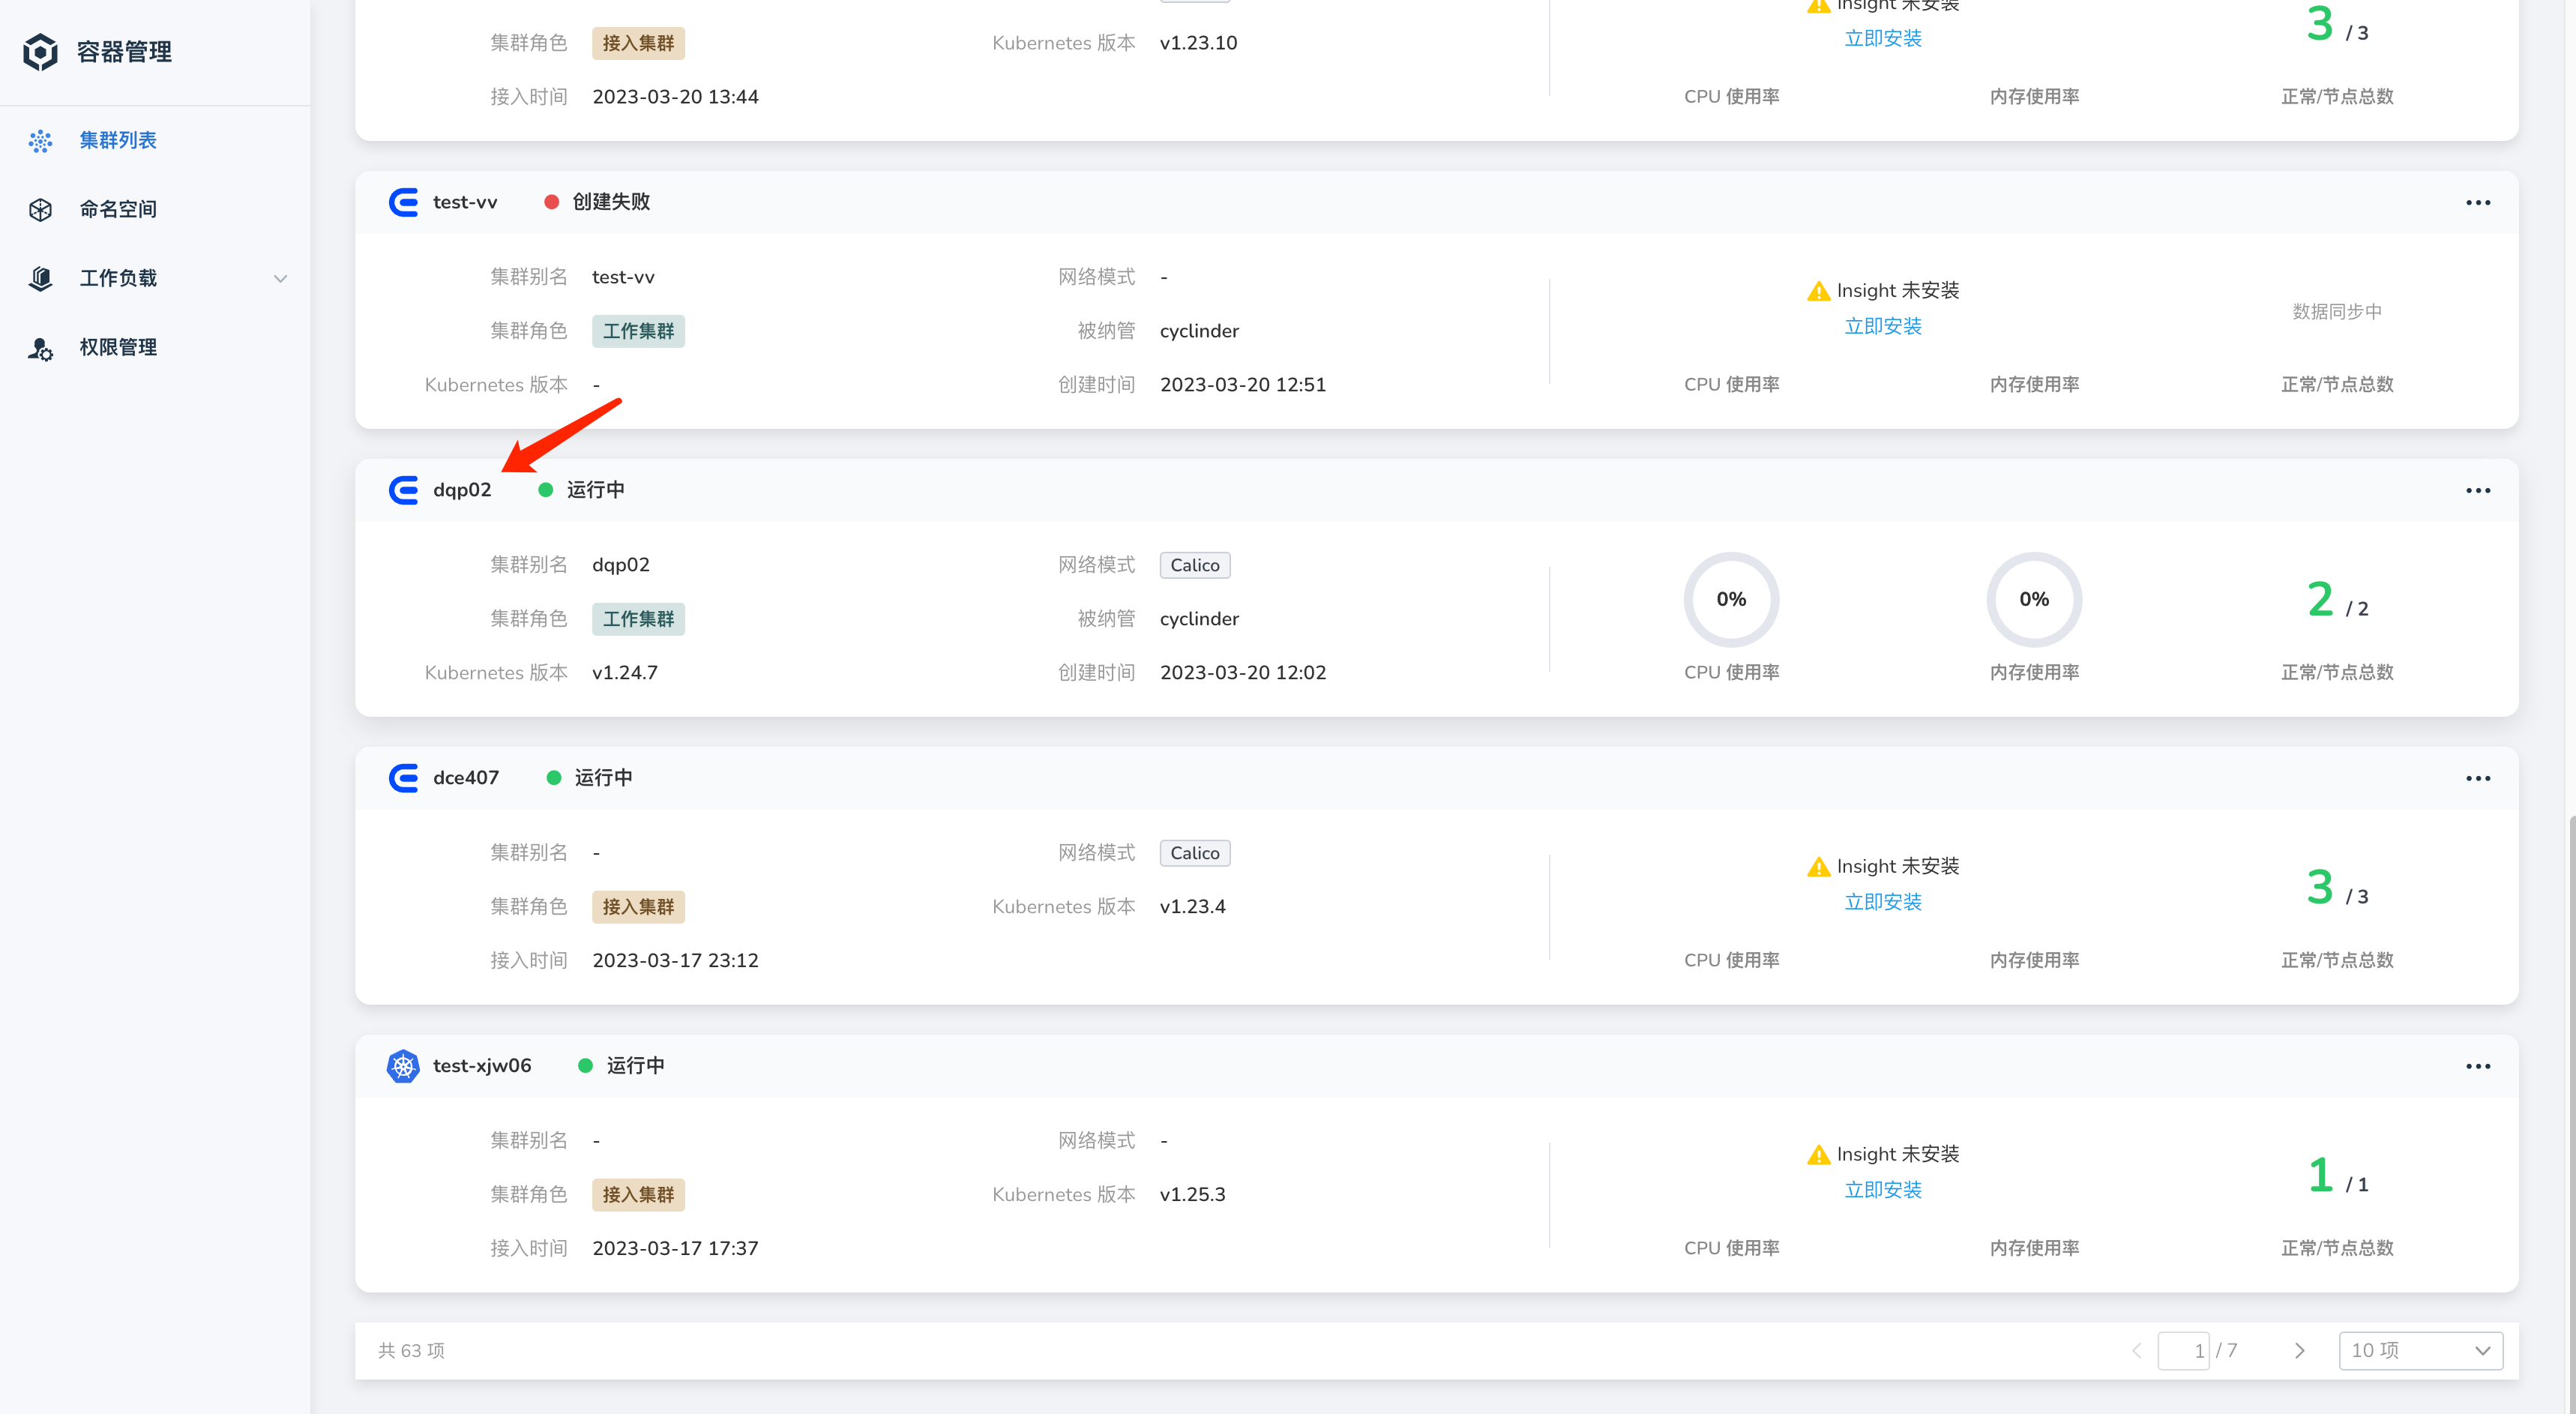 容器管理
集群列表
命名空间
工作负载
权限管理
Insight 未安装
集群角色 接入集群 Kubernetes 版本 v1.23.10 立即安装 3 / 3
接入时间 2023-03-20 13:44 CPU 使用率 内存使用率 正常/节点总数
test-vv 创建失败
集群别名 test-vv 网络模式 - Insight 未安装
集群角色 工作集群 被纳管 cyclinder 立即安装 数据同步中
Kubernetes 版本 - 创建时间 2023-03-20 12:51 CPU 使用率 内存使用率 正常/节点总数
dqp02 运行中
集群别名 dqp02 网络模式 Calico 0% 0% 2 / 2
集群角色 工作集群 被纳管 cyclinder
Kubernetes 版本 v1.24.7 创建时间 2023-03-20 12:02 CPU 使用率 内存使用率 正常/节点总数
dce407 运行中
集群别名 - 网络模式 Calico Insight 未安装
集群角色 接入集群 Kubernetes 版本 v1.23.4 立即安装 3 / 3
接入时间 2023-03-17 23:12 CPU 使用率 内存使用率 正常/节点总数
test-xjw06 运行中
集群别名 - 网络模式 - Insight 未安装
集群角色 接入集群 Kubernetes 版本 v1.25.3 立即安装 1 / 1
接入时间 2023-03-17 17:37 CPU 使用率 内存使用率 正常/节点总数
共 63 项 1 / 7 10 项